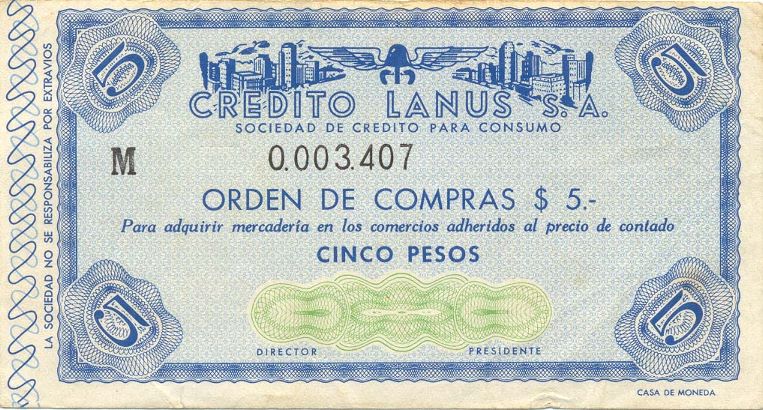 5
5
CREDITO LANUS S. A.
SOCIEDAD DE CREDITO PARA CONSUMO
M 0.003.407
ORDEN DE COMPRAS $ 5.-
Para adquirir mercadería en los comercios adheridos al precio de contado
CINCO PESOS
5
5
DIRECTOR PRESIDENTE
CASA DE MONEDA
LA SOCIEDAD NO SE RESPONSABILIZA POR EXTRAVIOS